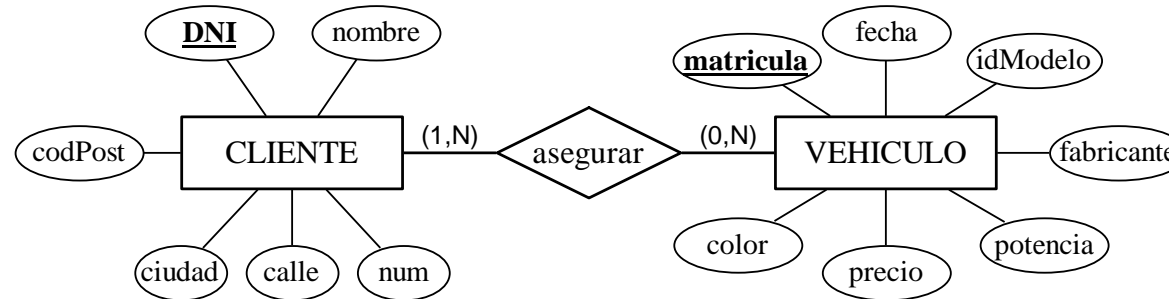 DNI
nombre
fecha
matricula
idModelo
codPost
CLIENTE
(1,N)
asegurar
(0,N)
VEHICULO
fabricante
ciudad
calle
num
color
precio
potencia